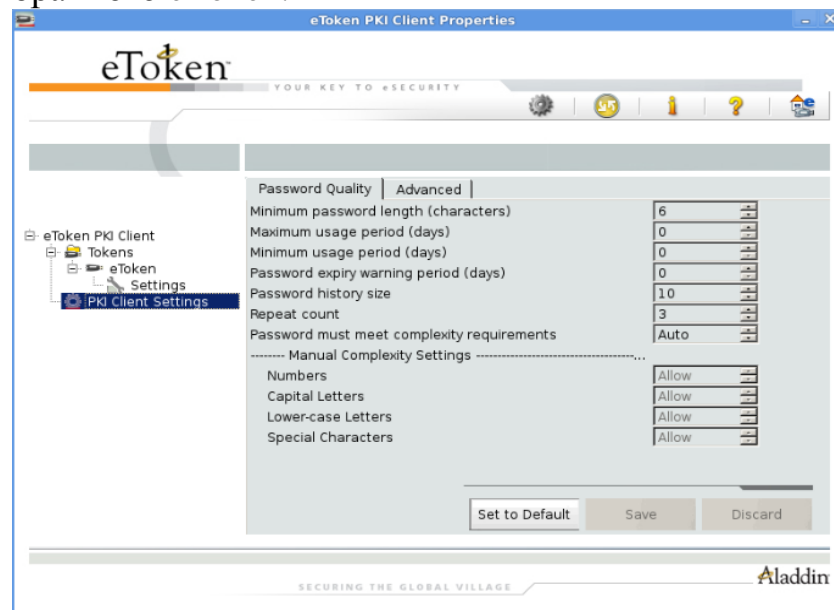 eToken PKI Client Properties
eToken
YOUR KEY TO eSECURITY
Password Quality
Advanced
eToken PKI Client
Tokens
eToken
Settings
PKI Client Settings
Minimum password length (characters) 6
Maximum usage period (days) 0
Minimum usage period (days) 0
Password expiry warning period (days) 0
Password history size 10
Repeat count 3
Password must meet complexity requirements Auto
-------- Manual Complexity Settings ---------------------------------------...
Numbers Allow
Capital Letters Allow
Lower-case Letters Allow
Special Characters Allow
Set to Default
Save
Discard
Aladdin
SECURING THE GLOBAL VILLAGE